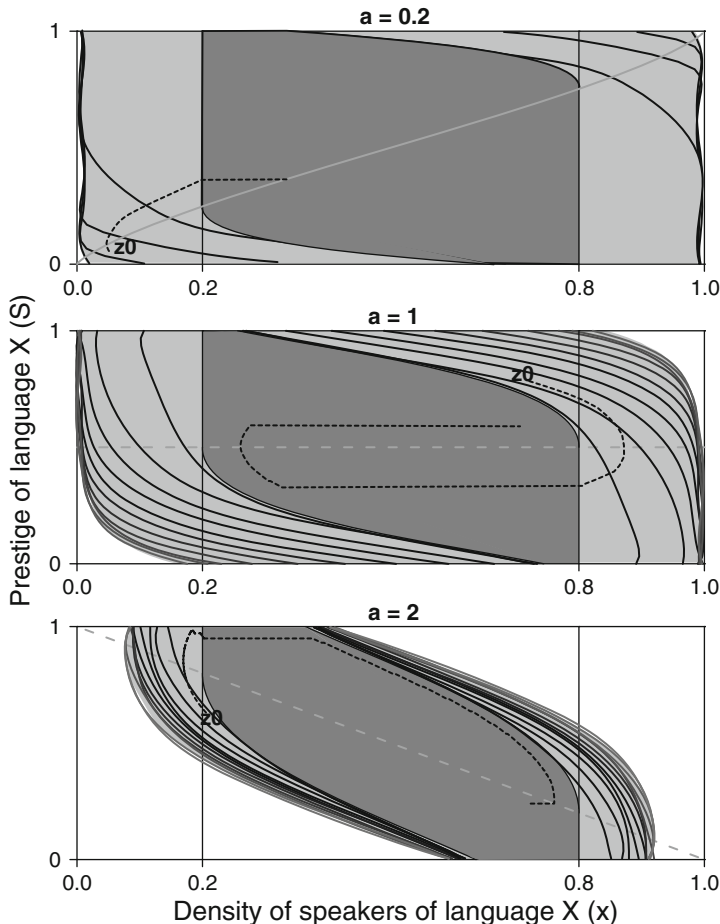 a = 0.2
1
z0
0
0.0 0.2 0.8 1.0
a = 1
1
z0
0
0.0 0.2 0.8 1.0
a = 2
1
z0
0
0.0 0.2 0.8 1.0
Prestige of language X (S)
Density of speakers of language X (x)